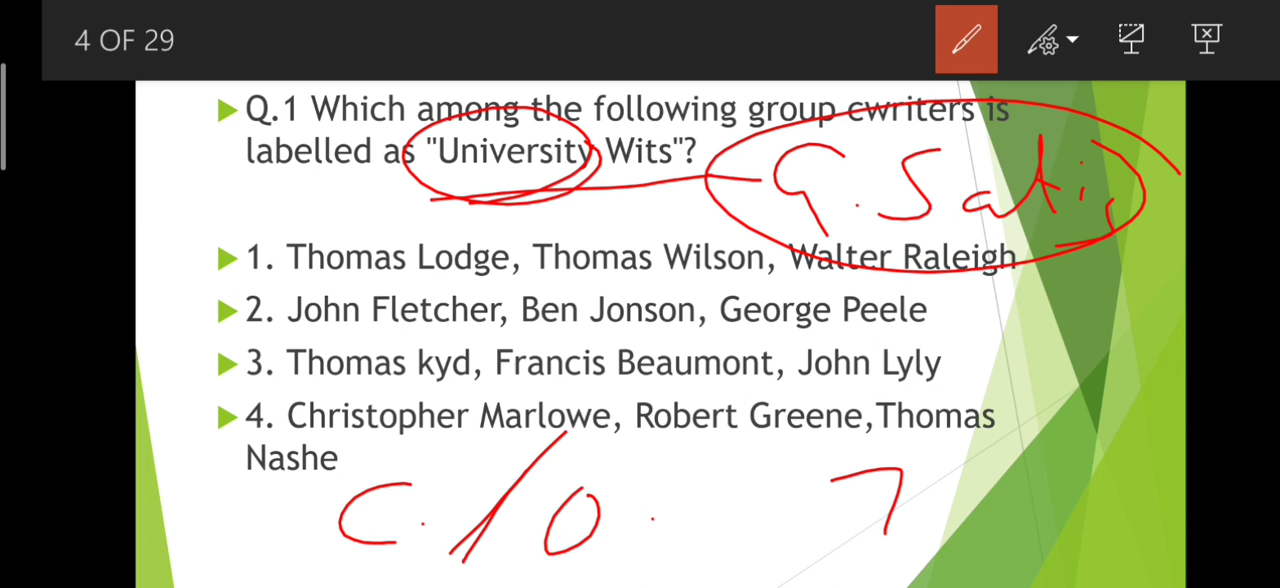 4 OF 29
Q.1 Which among the following group cwriters is
labelled as "University Wits"?
G. Sati
1. Thomas Lodge, Thomas Wilson, Walter Raleigh
2. John Fletcher, Ben Jonson, George Peele
3. Thomas kyd, Francis Beaumont, John Lyly
4. Christopher Marlowe, Robert Greene,Thomas
Nashe